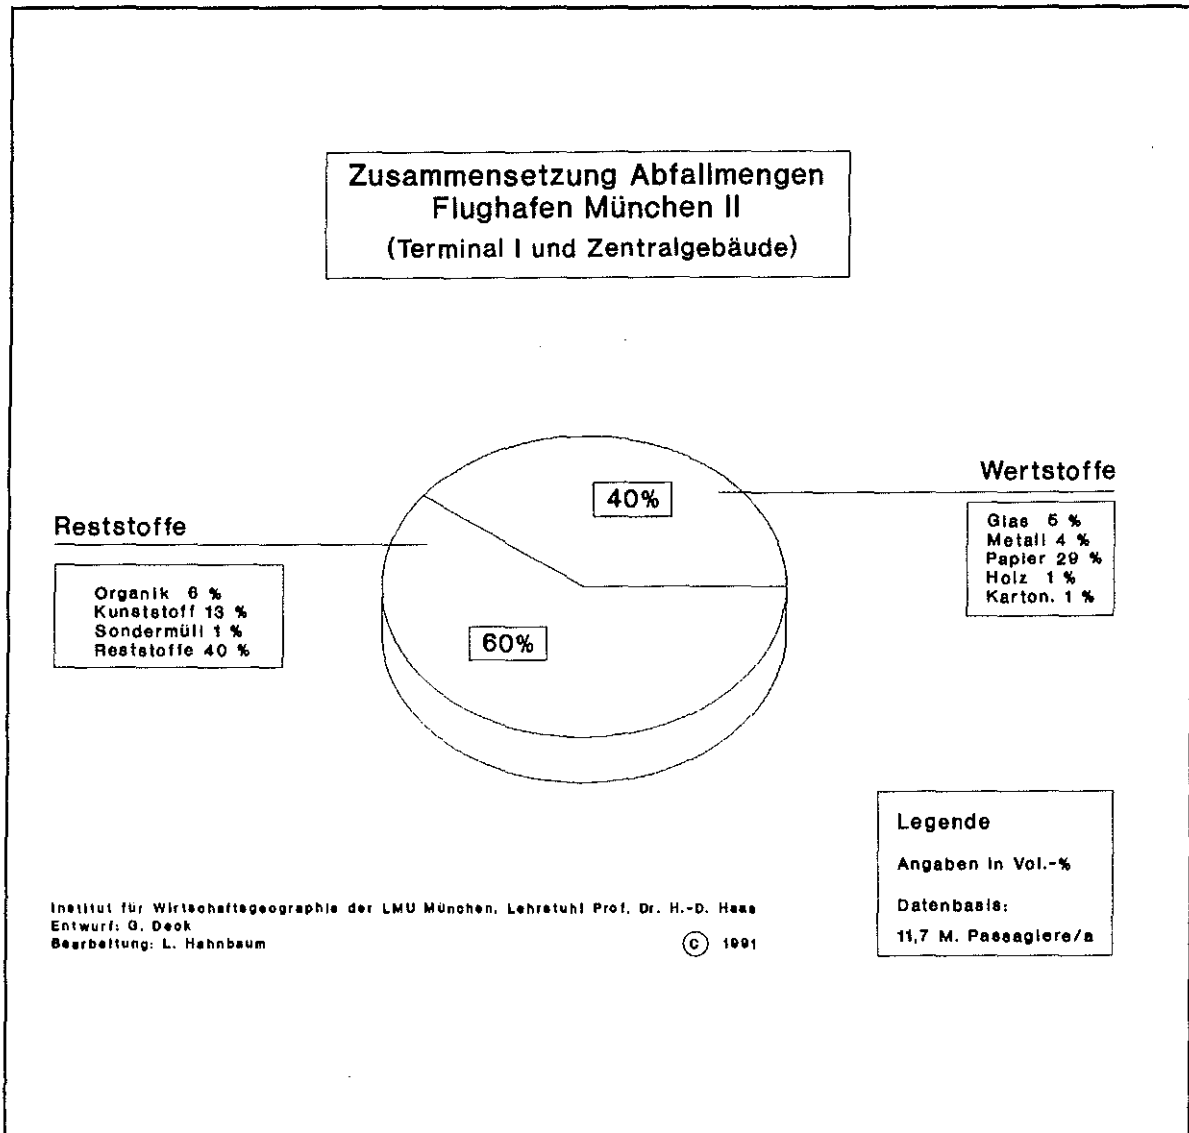 Zusammensetzung Abfallmengen
Flughafen München II
(Terminal I und Zentralgebäude)
Wertstoffe
40%
Glas 5 %
Metall 4 %
Papier 29 %
Holz 1 %
Karton. 1 %
Reststoffe
Organik 6 %
Kunststoff 13 %
Sondermüll 1 %
Reststoffe 40 %
60%
Legende
Angaben in Vol.-%
Datenbasis:
11,7 M. Passagiere/a
Institut für Wirtschaftsgeographie der LMU München, Lehrstuhl Prof. Dr. H.-D. Haas
Entwurf: G.
Bearbeitung: L. Hahnbaum
© 1991